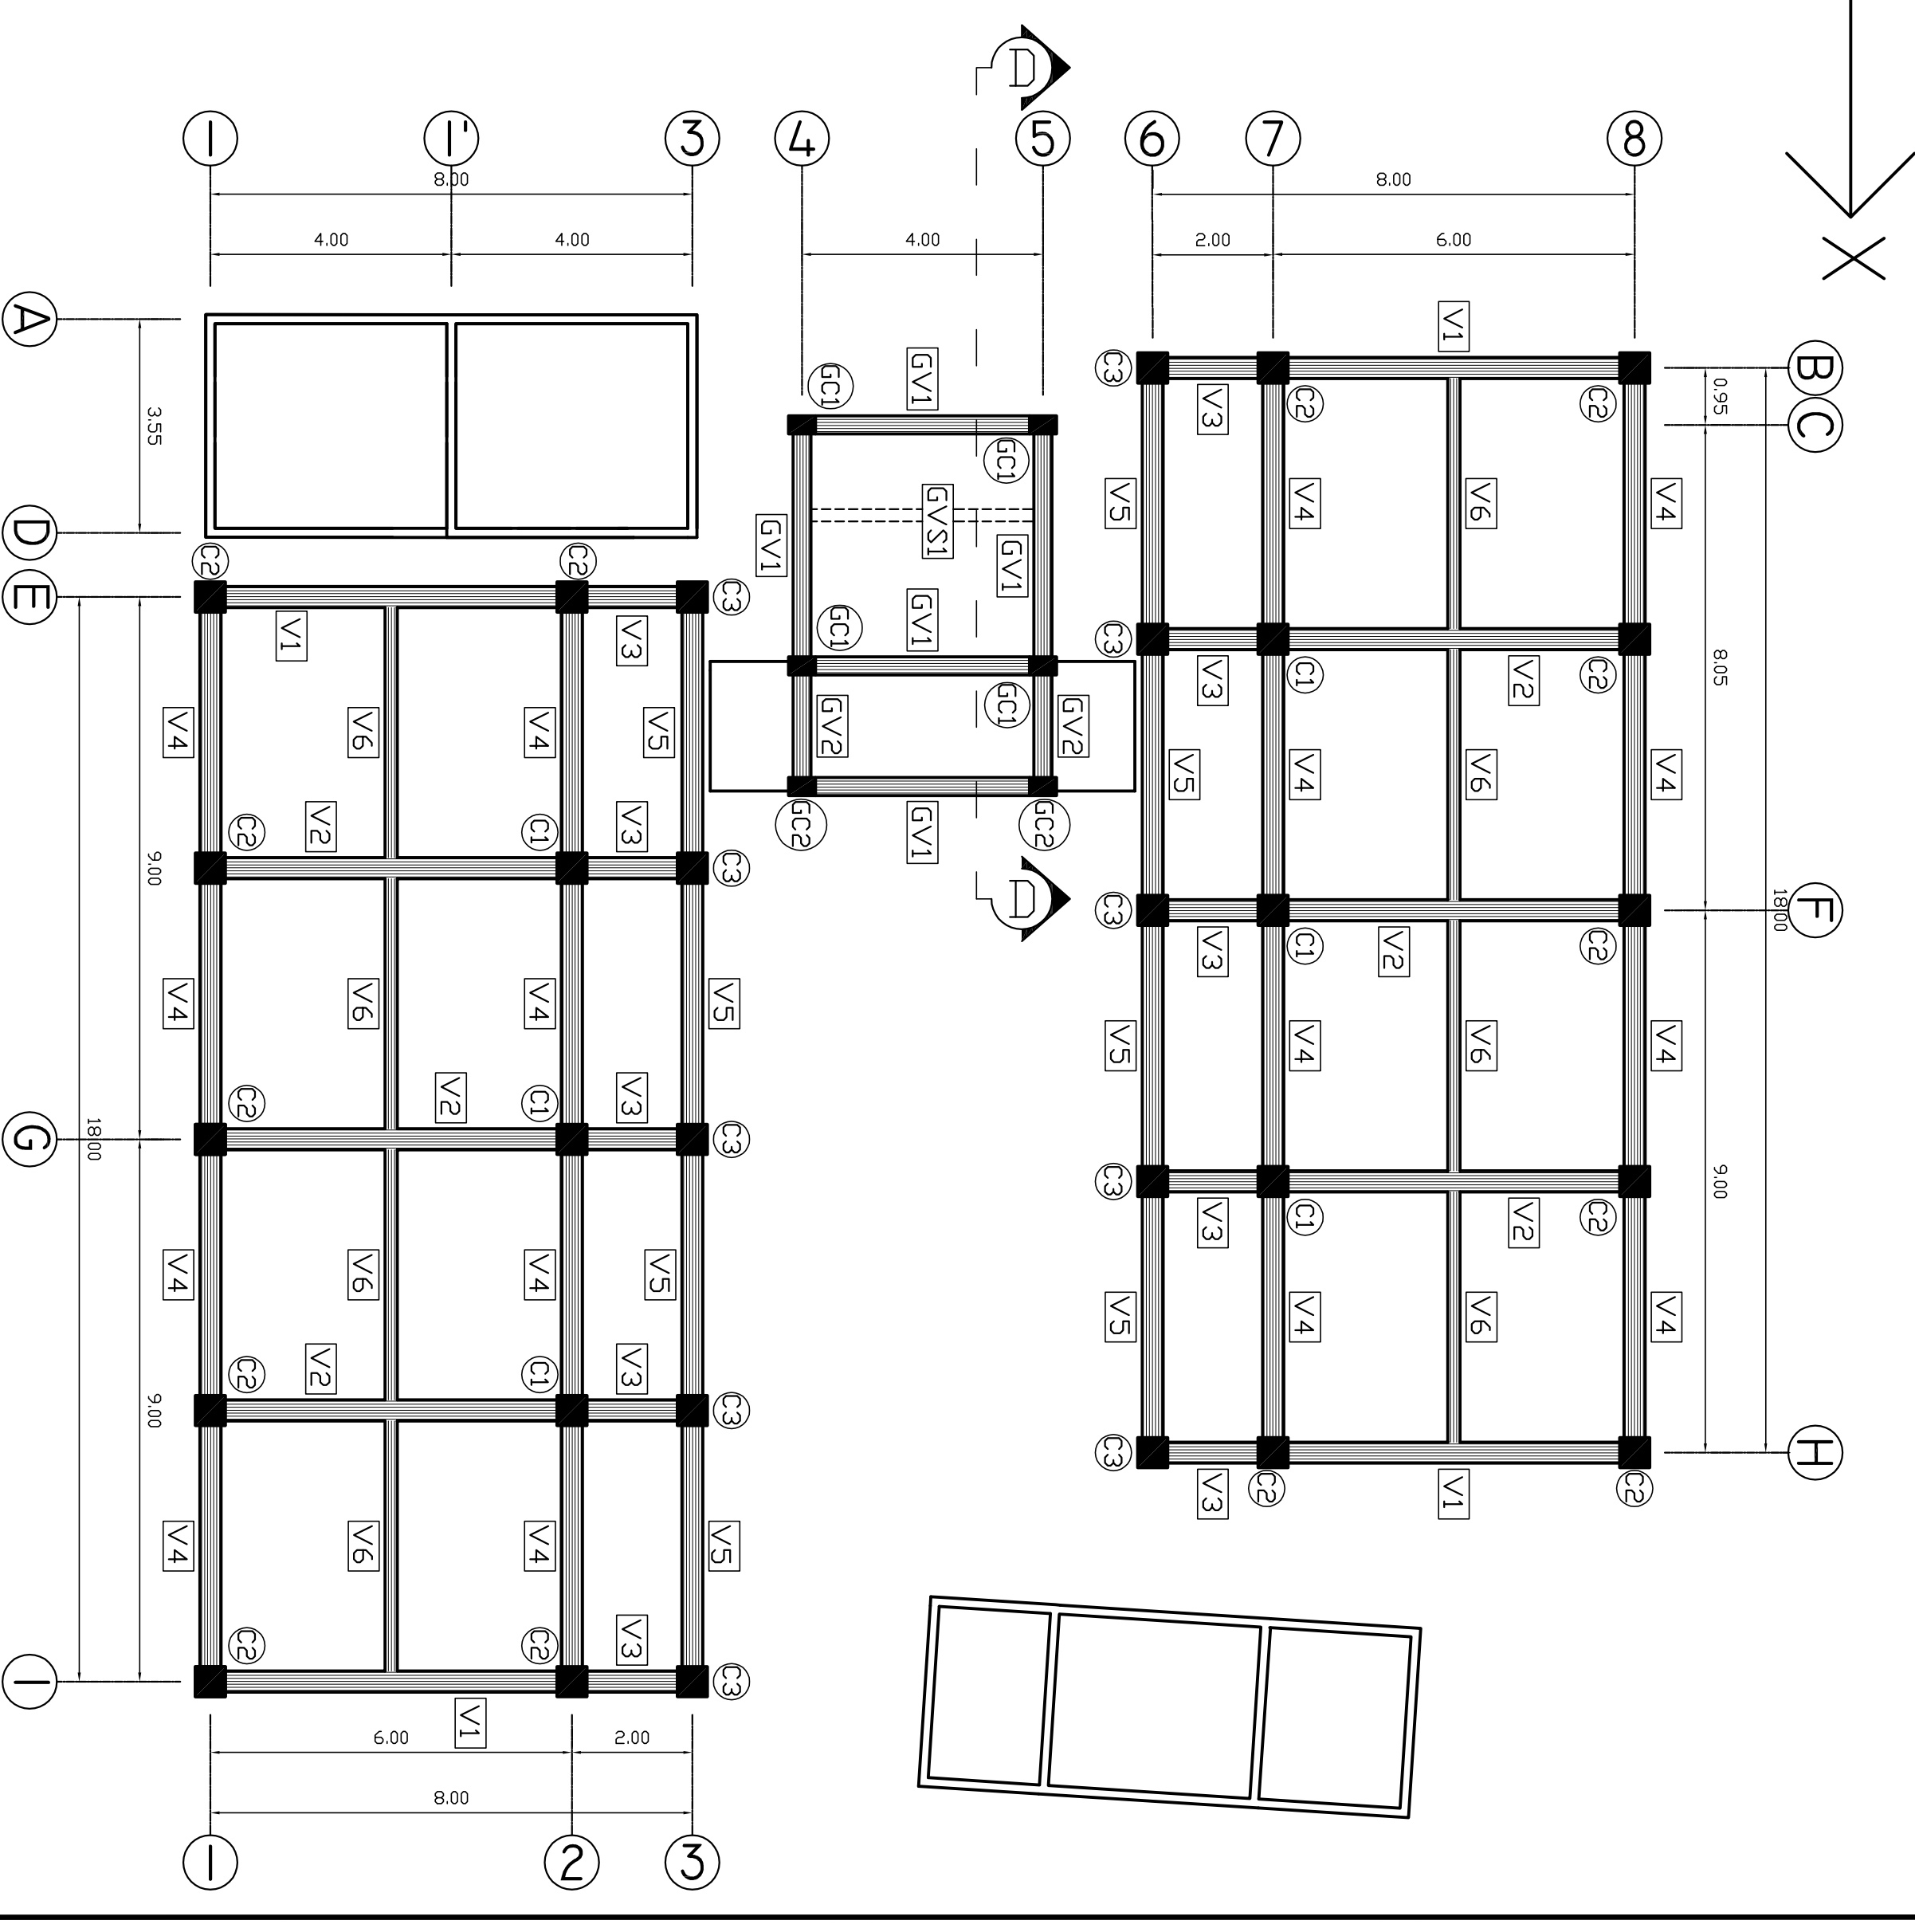 D
1 1' 3 4 5 6 7 8
8.00 8.00
4.00 4.00 4.00 2.00 6.00
X
A
V1
B
C3 GC1 GV1 V3 C2 C2 0.95
C
3.55 GC1
V5 V4 V6 V4
GVS1
D GV1 GV1
C2 C2
E C3 GV1 GC1 C3
V1 V3 V3 C1 V2 C2 8.05
GC1
V4 V6 V4 V5 GV2 GV2 V5 V4 V6 V4
C2 V2 C1 V3 GC2 GV1 GC2
9.00 C3 D C3 F
18.00
V3 C1 V2 C2
V4 V6 V4 V5 V5 V4 V6 V4
C2 V2 C1 V3
G 18.00 C3 C3 9.00
V3 C1 V2 C2
V4 V6 V4 V5 V5 V4 V6 V4
C2 V2 C1 V3
9.00 C3 C3 H
V3 C2 V1 C2
V4 V6 V4 V5
C2 C2 V3
I C3
V1
6.00 2.00
8.00
1 2 3